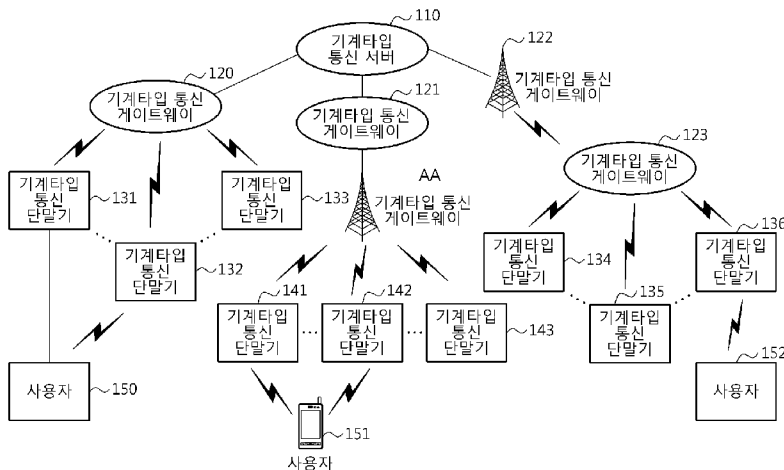 110
기계타입
통신 서버
122
기계타입 통신
게이트웨이
120
기계타입 통신
게이트웨이
121
기계타입 통신
게이트웨이
123
기계타입 통신
게이트웨이
AA
기계타입 통신
게이트웨이
기계타입
통신
단말기
131
기계타입
통신
단말기
132
기계타입
통신
단말기
133
기계타입
통신
단말기
134
기계타입
통신
단말기
135
기계타입
통신
단말기
136
기계타입
통신
단말기
141
기계타입
통신
단말기
142
기계타입
통신
단말기
143
사용자
150
151
사용자
사용자
152